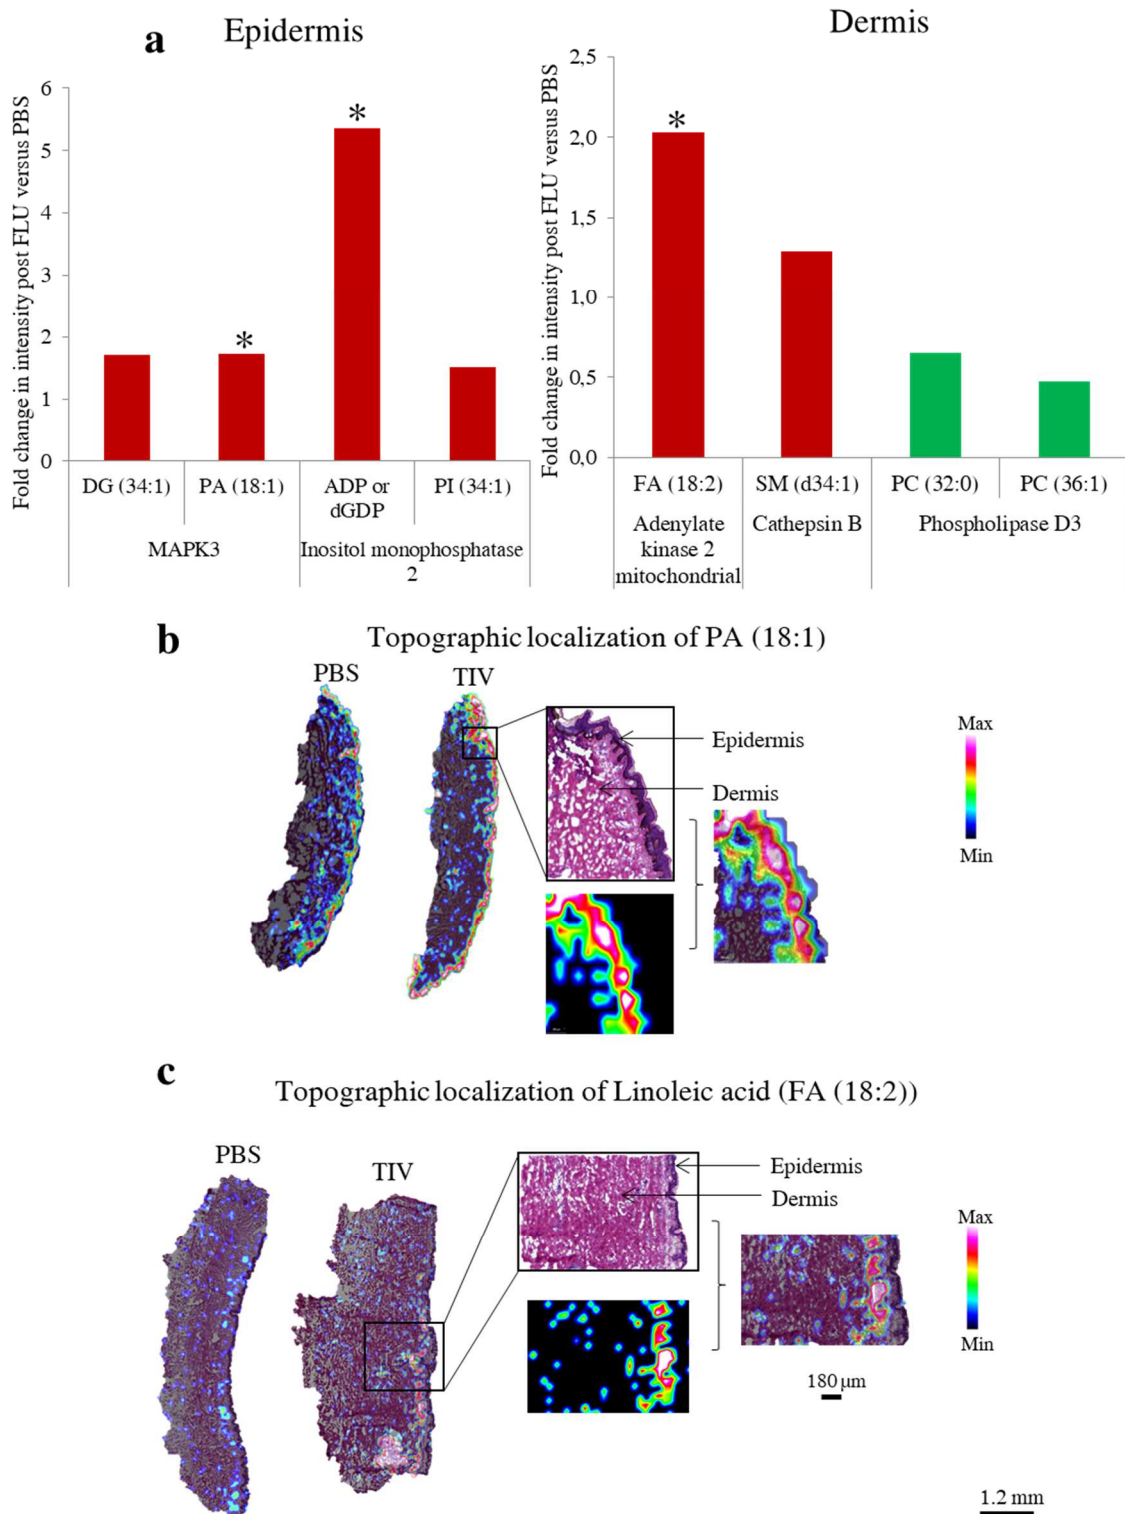 a
Epidermis
Fold change in intensity post FLU versus PBS
6
5
4
3
2
1
0
*
*
DG (34:1)
PA (18:1)
ADP or
dGDP
PI (34:1)
MAPK3
Inositol monophosphatase
2
Dermis
Fold change in intensity post FLU versus PBS
2,5
2,0
1,5
1,0
0,5
0,0
*
FA (18:2)
SM (d34:1)
PC (32:0)
PC (36:1)
Adenylate
kinase 2
mitochondrial
Cathepsin B
Phospholipase D3
b
Topographic localization of PA (18:1)
PBS
TIV
Epidermis
Dermis
Max
Min
c
Topographic localization of Linoleic acid (FA (18:2))
PBS
TIV
Epidermis
Dermis
Max
Min
180 µm
1.2 mm